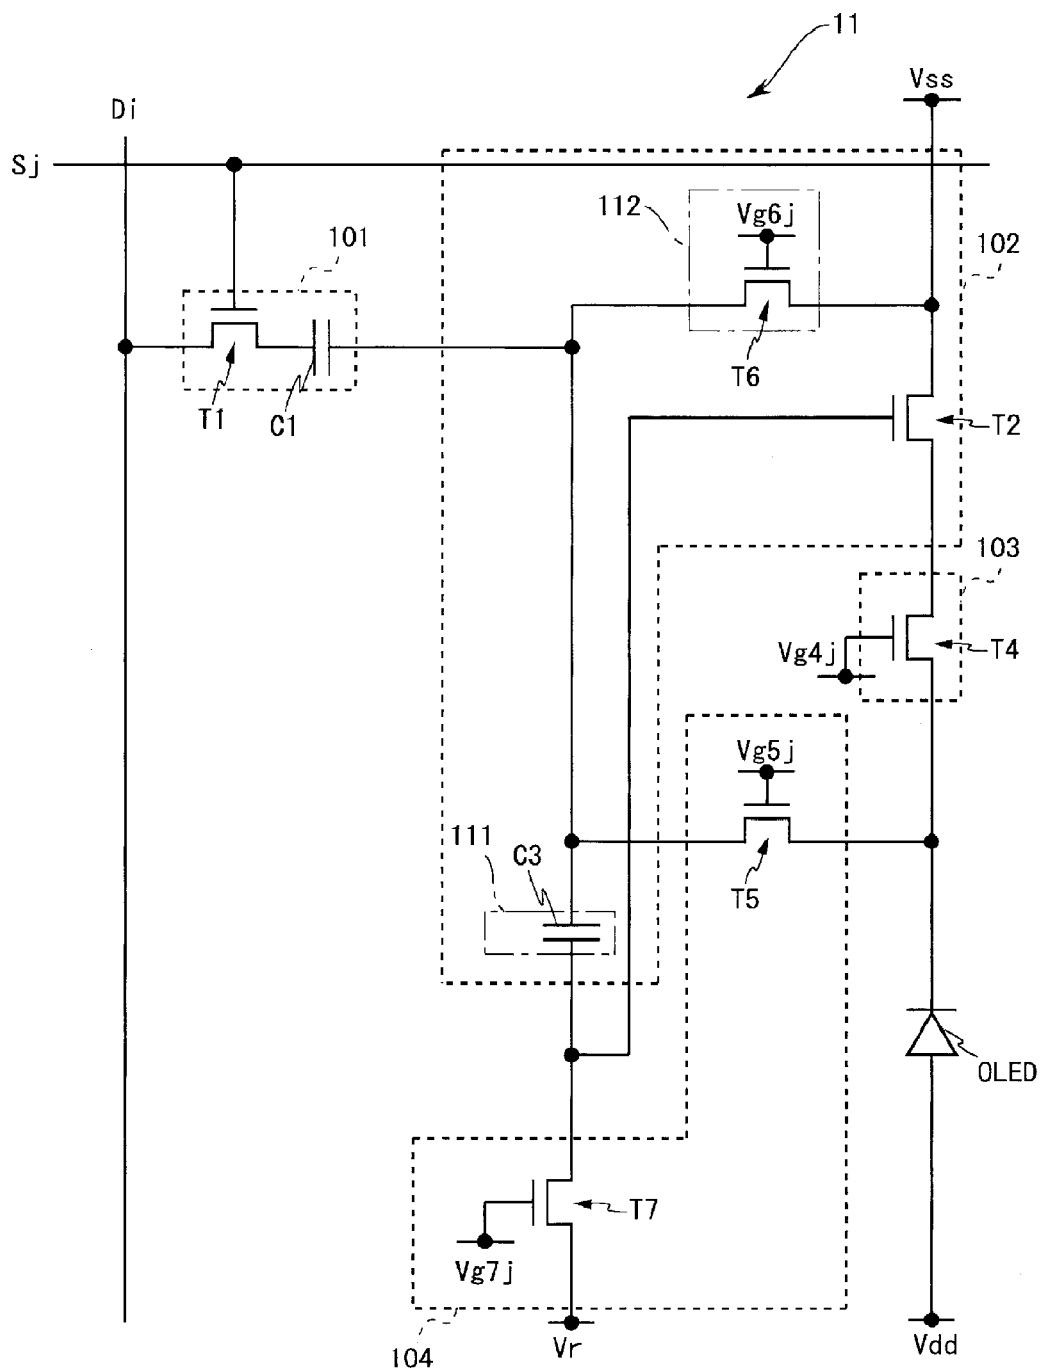 11
Vss
Di
Sj
112
Vg6j
102
101
T6
T1
C1
T2
103
Vg4j
T4
Vg5j
111
C3
T5
OLED
T7
Vg7j
104
Vr
Vdd